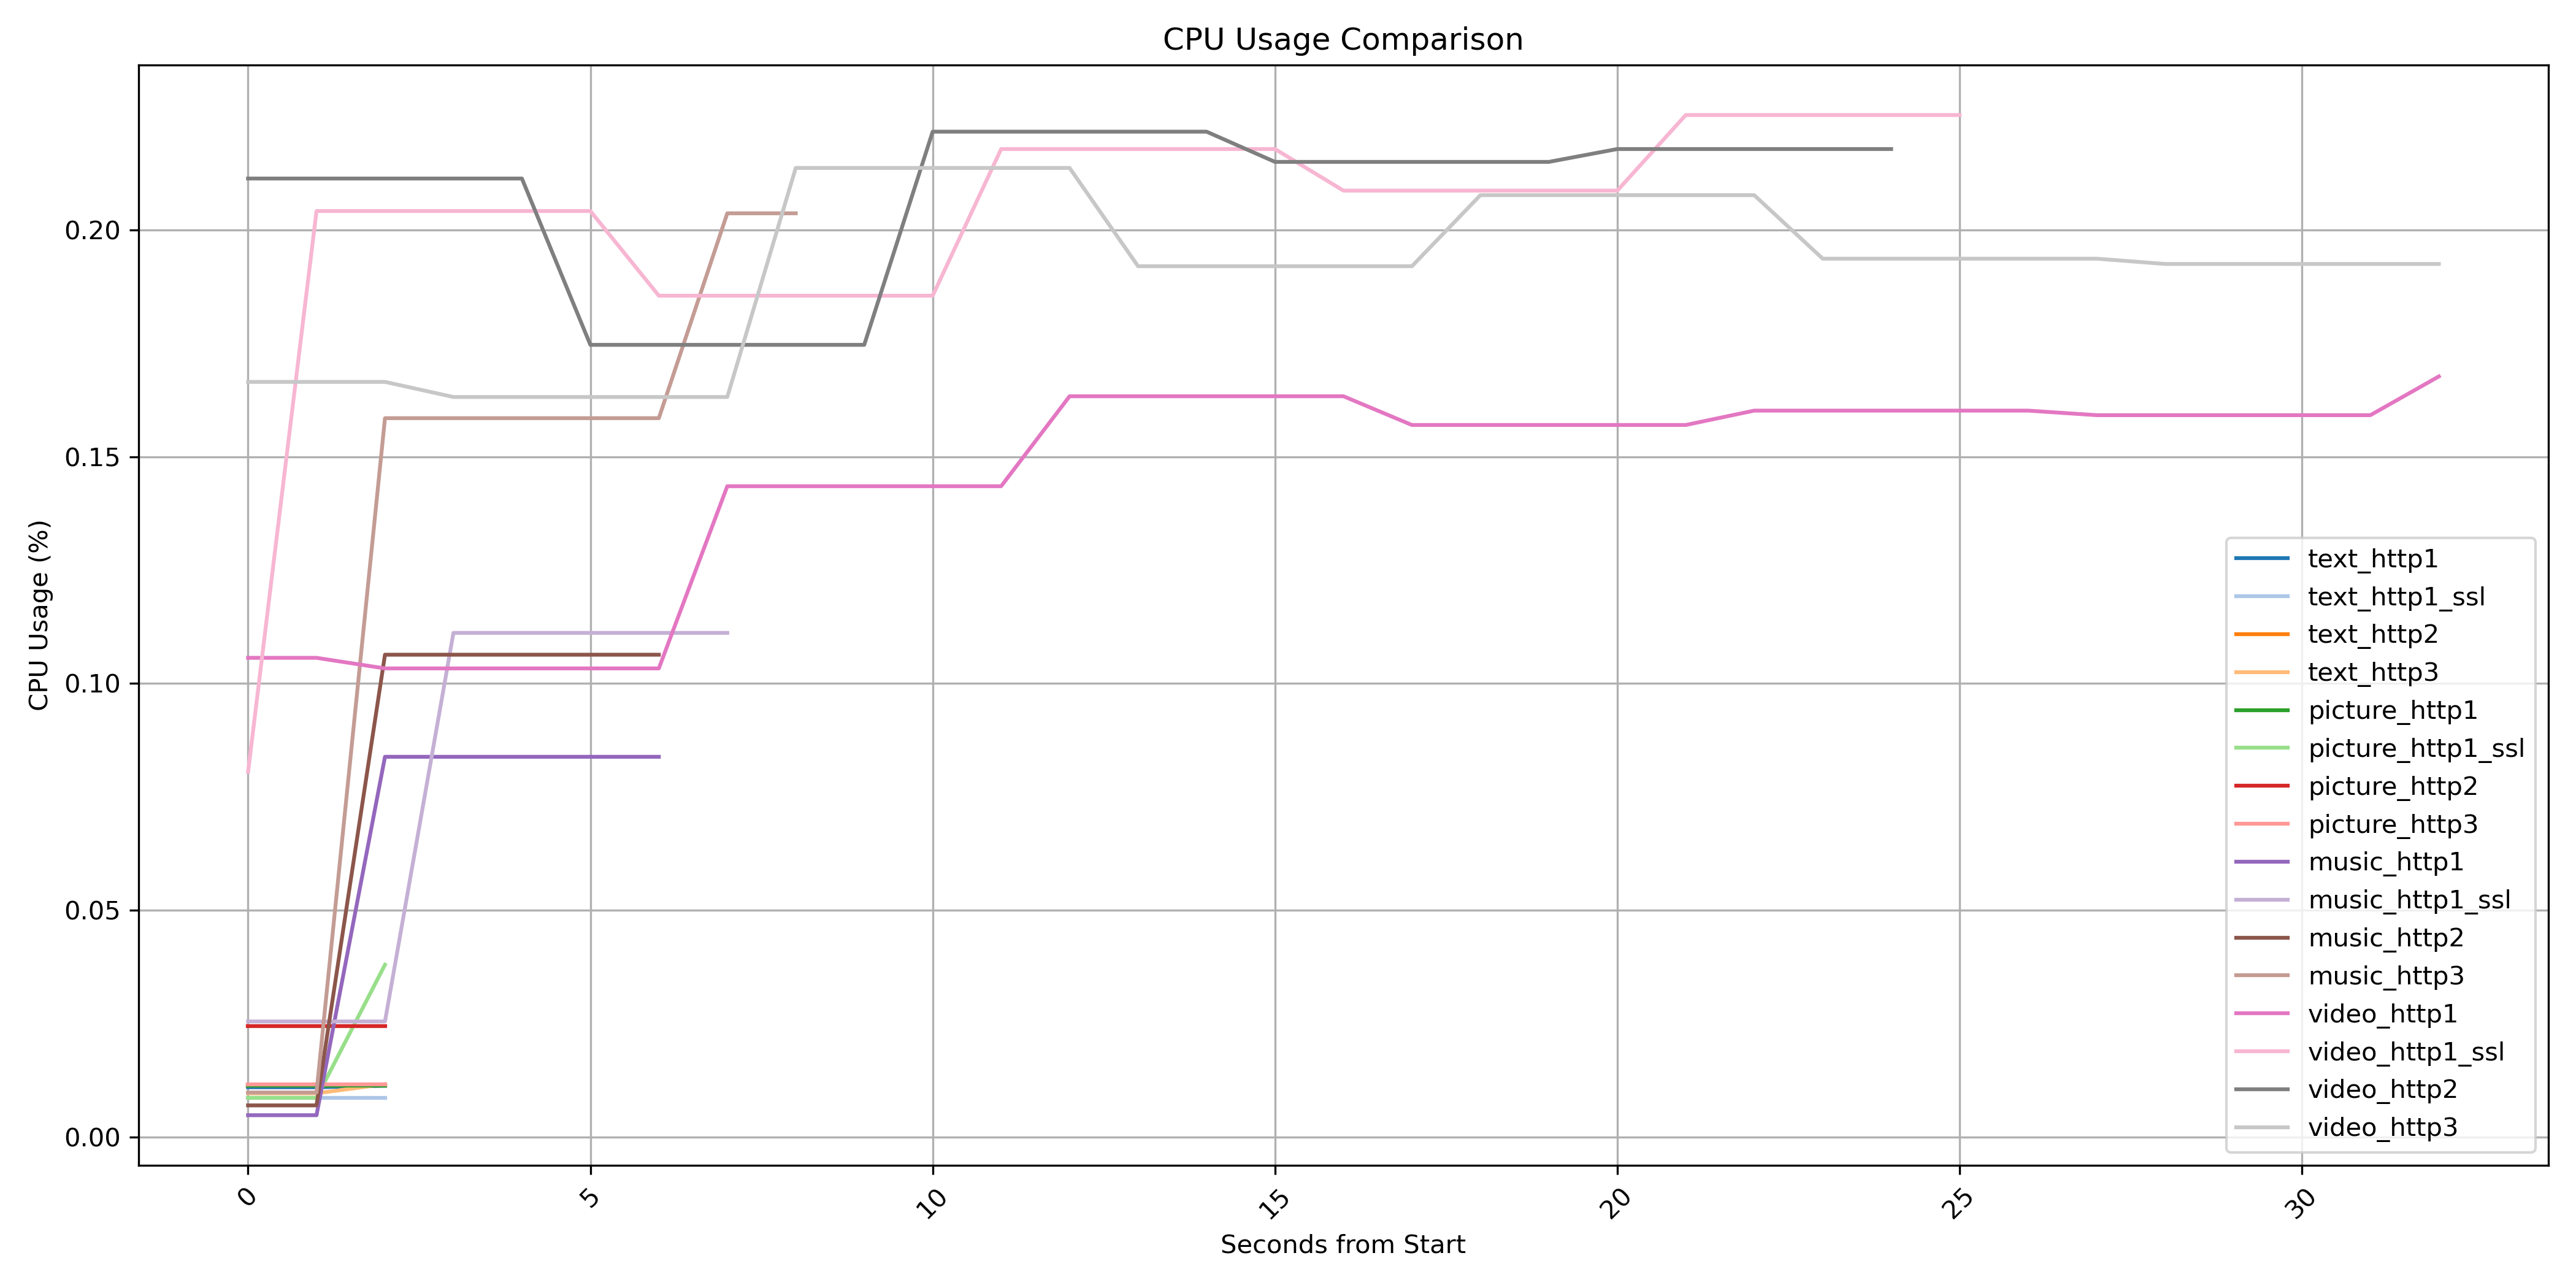 CPU Usage Comparison
CPU Usage (%)
0.20
0.15
0.10
0.05
0.00
0
5
10
15
20
25
30
Seconds from Start
text_http1
text_http1_ssl
text_http2
text_http3
picture_http1
picture_http1_ssl
picture_http2
picture_http3
music_http1
music_http1_ssl
music_http2
music_http3
video_http1
video_http1_ssl
video_http2
video_http3